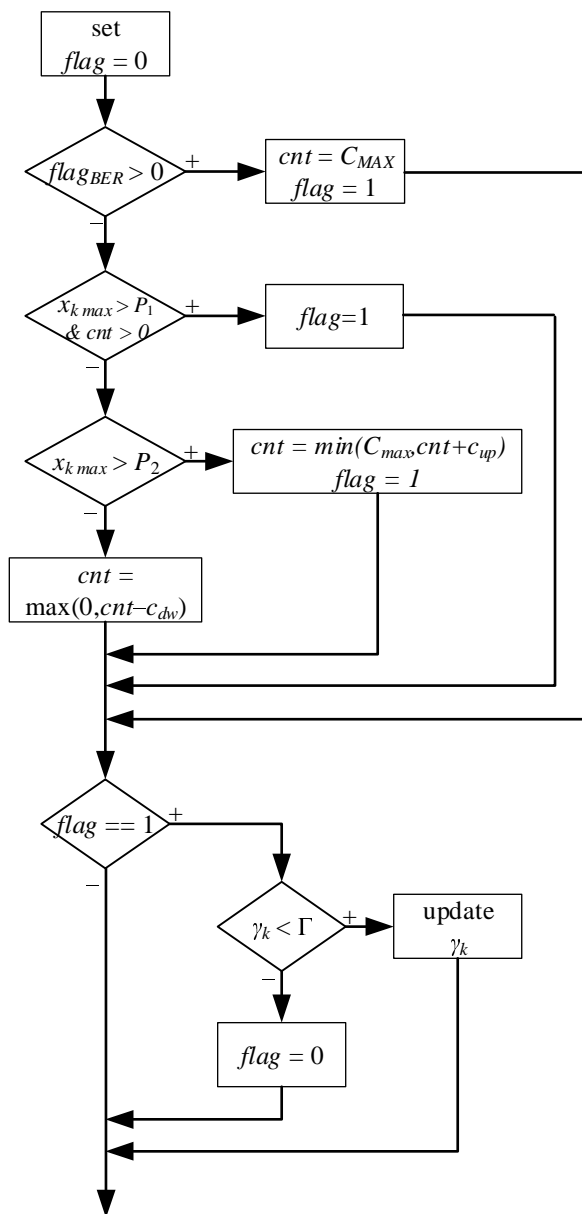 set
flag = 0
flag_BER > 0
+
cnt = C_MAX
flag = 1
–
x_k max > P_1
& cnt > 0
+
flag=1
–
x_k max > P_2
+
cnt = min(C_max,cnt+c_up)
flag = 1
–
cnt =
max(0,cnt–c_dw)
flag == 1
+
–
γ_k < Γ
+
update
γ_k
–
flag = 0